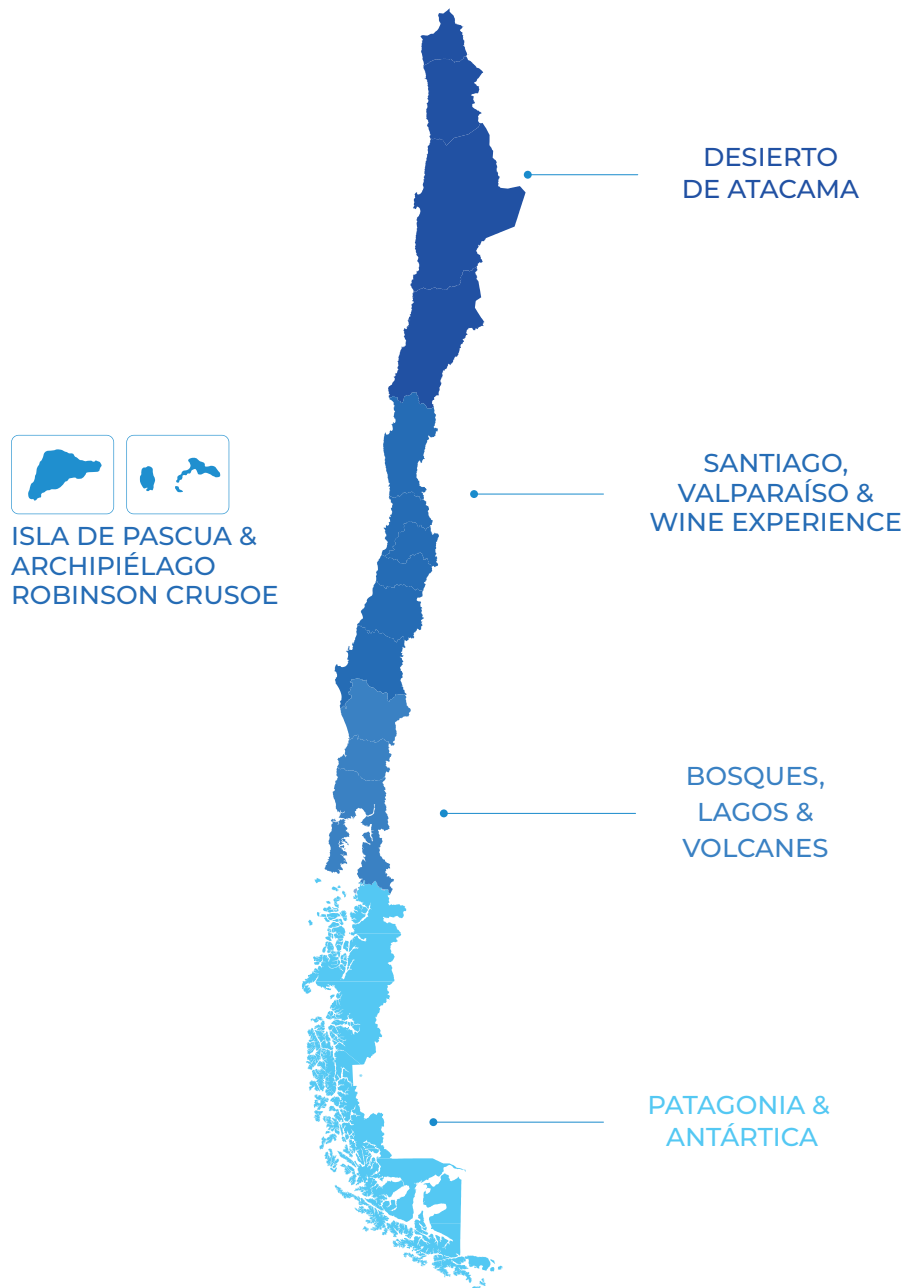 DESIERTO
DE ATACAMA
SANTIAGO,
VALPARAÍSO &
WINE EXPERIENCE
ISLA DE PASCUA &
ARCHIPIÉLAGO
ROBINSON CRUSOE
BOSQUES,
LAGOS &
VOLCANES
PATAGONIA &
ANTÁRTICA